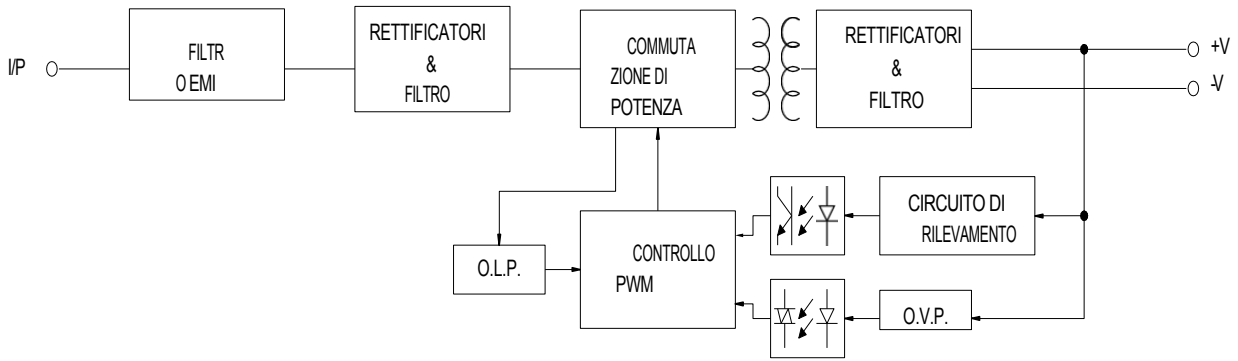 I/P
FILTR
O EMI
RETTIFICATORI
&
FILTRO
COMMUTA
ZIONE DI
POTENZA
RETTIFICATORI
&
FILTRO
+V
-V
O.L.P.
CONTROLLO
PWM
CIRCUITO DI
RILEVAMENTO
O.V.P.